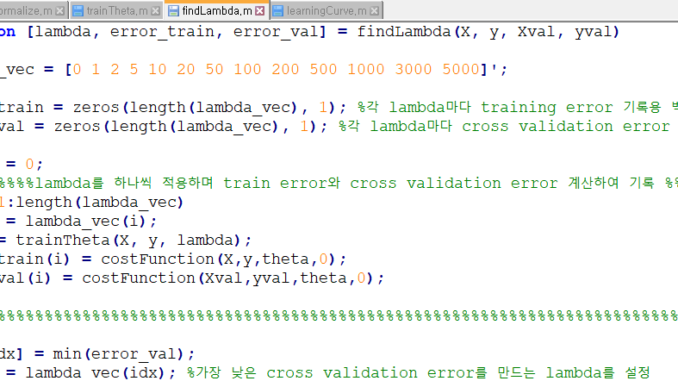 ormalize, m trainTheta, m findLambda, m learningCurve, m
on [lambda, error_train, error_val] = findLambda(X, y, Xval, yval)
_vec = [0 1 2 5 10 20 50 100 200 500 1000 3000 5000]';
train = zeros(length(lambda_vec), 1); %각 lambda마다 training error 기록용 벡
val = zeros(length(lambda_vec), 1); %각 lambda마다 cross validation error
= 0;
%%%%lambda를 하나씩 적용하며 train error와 cross validation error 계산하여 기록 %%
1:length(lambda_vec)
= lambda_vec(i);
= trainTheta(X, y, lambda);
train(i) = costFunction(X,y,theta,0);
val(i) = costFunction(Xval,yval,theta,0);
%%%%%%%%%%%%%%%%%%%%%%%%%%%%%%%%%%%%%%%%%%%%%%%%%%%%%%%%%%%%%%%%%%%%%%%%%
dx] = min(error_val);
= lambda_vec(idx); %가장 낮은 cross validation error를 만드는 lambda를 설정